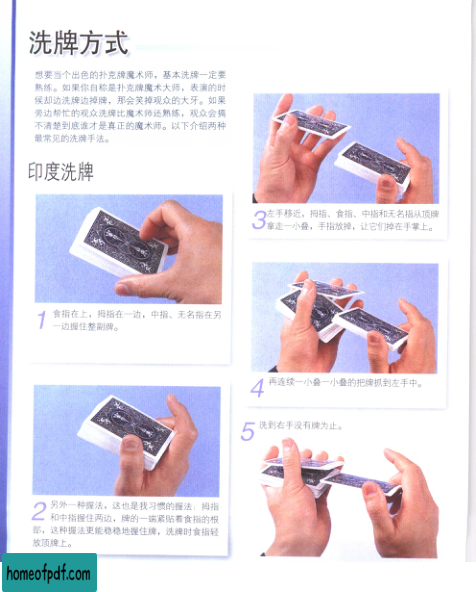 洗牌方式
想要当个出色的扑克牌魔术师，基本洗牌一定要
熟练。如果你自称是扑克牌魔术大师，表演的时
候却边洗牌边掉牌，那会笑掉观众的大牙。如果
旁边帮忙的观众洗牌比魔术师还熟练，观众会搞
不清楚到底谁才是真正的魔术师。以下介绍两种
最常见的洗牌手法。
印度洗牌
1 食指在上，拇指在一边，中指、无名指在另
一边握住整副牌。
2 另外一种握法，这也是我习惯的握法：拇指
和中指握住两边，牌的一端紧贴着食指的根
部，这种握法更能稳稳地握住牌，洗牌时食指轻
放顶牌上。
3 左手移近，拇指、食指、中指和无名指从顶牌
拿走一小叠，手指放掉，让它们掉在手掌上。
4 再连续一小叠一小叠的把牌抓到左手中。
5 洗到右手没有牌为止。
homeofpdf.com